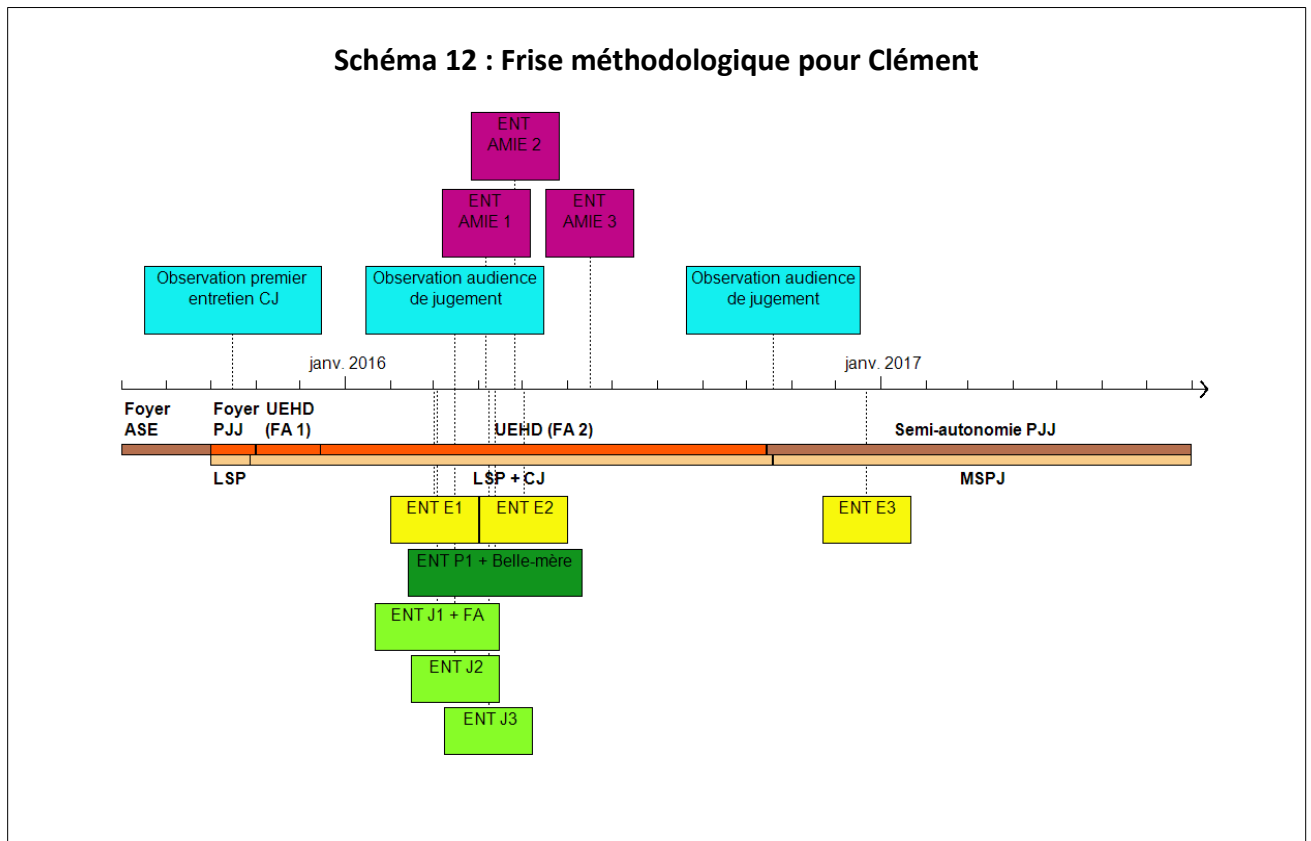 Schéma 12 : Frise méthodologique pour Clément
ENT
AMIE 2
ENT
AMIE 1
ENT
AMIE 3
Observation premier
entretien CJ
Observation audience
de jugement
Observation audience
de jugement
janv. 2016
janv. 2017
Foyer
ASE
Foyer
PJJ
UEHD
(FA 1)
UEHD (FA 2)
Semi-autonomie PJJ
LSP
LSP + CJ
MSPJ
ENT E1
ENT E2
ENT E3
ENT P1 + Belle-mère
ENT J1 + FA
ENT J2
ENT J3